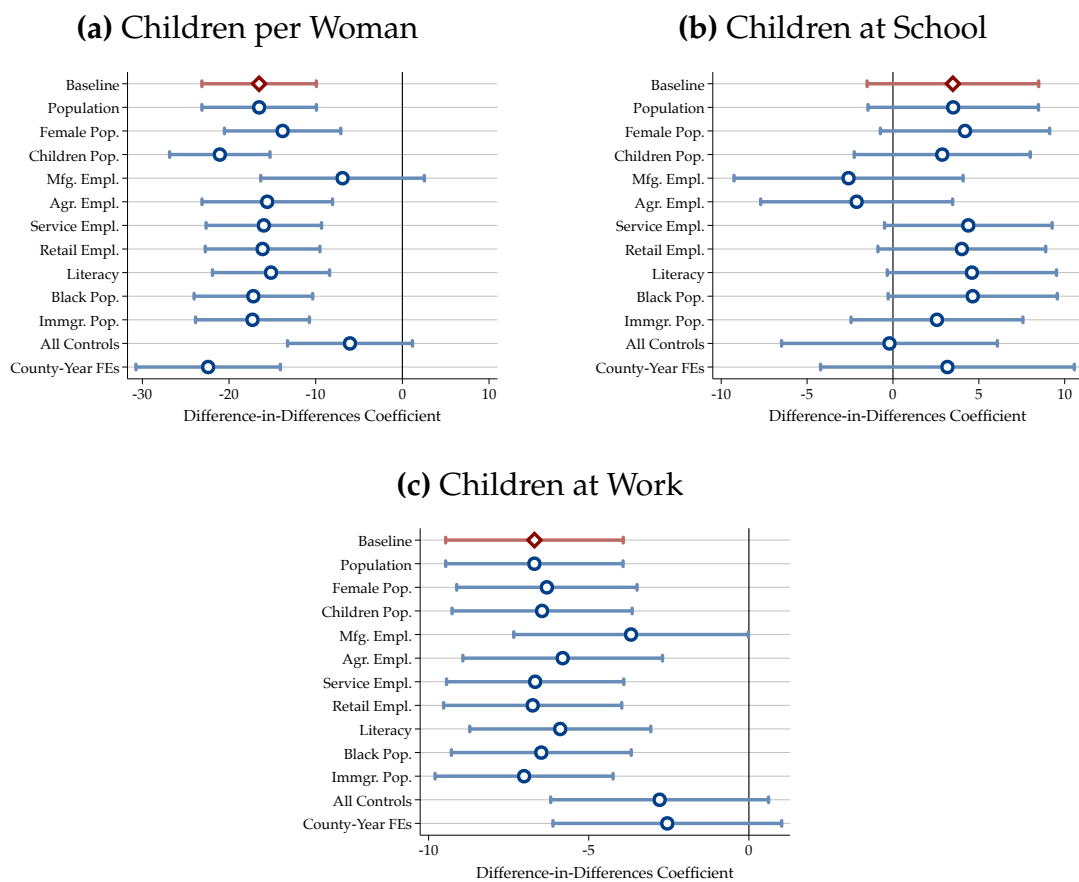 (a) Children per Woman
Baseline
Population
Female Pop.
Children Pop.
Mfg. Empl.
Agr. Empl.
Service Empl.
Retail Empl.
Literacy
Black Pop.
Immgr. Pop.
All Controls
County-Year FEs
-30 -20 -10 0 10
Difference-in-Differences Coefficient
(b) Children at School
Baseline
Population
Female Pop.
Children Pop.
Mfg. Empl.
Agr. Empl.
Service Empl.
Retail Empl.
Literacy
Black Pop.
Immgr. Pop.
All Controls
County-Year FEs
-10 -5 0 5 10
Difference-in-Differences Coefficient
(c) Children at Work
Baseline
Population
Female Pop.
Children Pop.
Mfg. Empl.
Agr. Empl.
Service Empl.
Retail Empl.
Literacy
Black Pop.
Immgr. Pop.
All Controls
County-Year FEs
-10 -5 0
Difference-in-Differences Coefficient